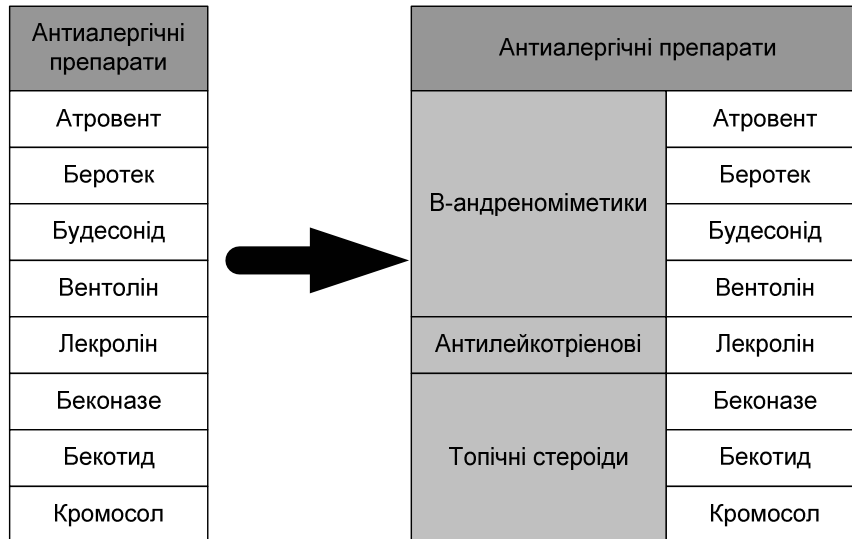 Антиалергічні
препарати
Атровент
Беротек
Будесонід
Вентолін
Лекролін
Беконазе
Бекотид
Кромосол
Антиалергічні препарати
В-андреноміметики
Атровент
Беротек
Будесонід
Вентолін
Антилейкотріенові
Лекролін
Топічні стероіди
Беконазе
Бекотид
Кромосол